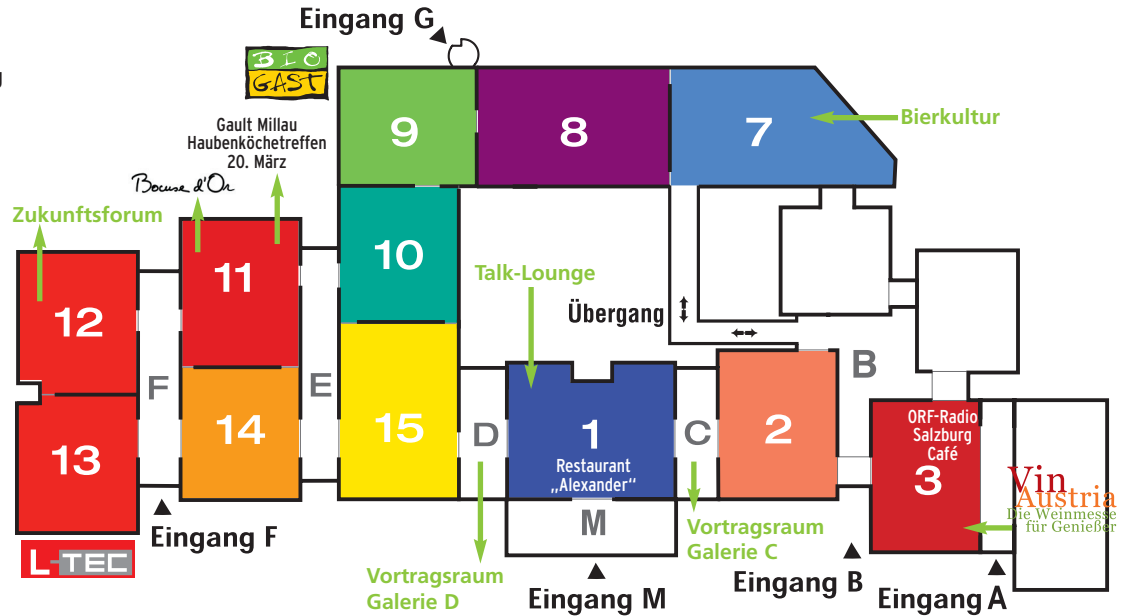 Eingang G
BIO
GAST
Gault Millau
Haubenköchetreffen
20. März
Bocuse d'Or
Zukunftsforum
9
8
7
Bierkultur
10
11
12
Talk-Lounge
Übergang
F
E
B
13
14
15
D
1
Restaurant
„Alexander“
C
2
ORF-Radio
Salzburg
Café
3
Vin
Austria
Die Weinmesse
für Genießer
M
L-TEC
Eingang F
Vortragsraum
Galerie D
Eingang M
Vortragsraum
Galerie C
Eingang B
Eingang A